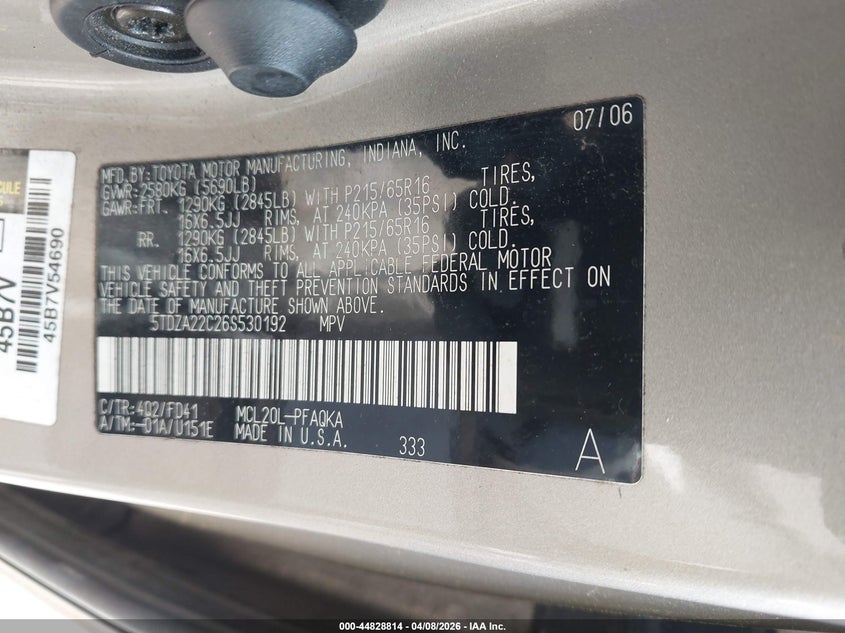 07/06
MFD.BY:TOYOTA MOTOR MANUFACTURING, INDIANA, INC.
GVWR:2580KG (5690LB)
GAWR:FRT. 1290KG (2845LB) WITH P215/65R16 TIRES,
16X6.5JJ RIMS, AT 240KPA (35PSI) COLD.
RR. 1290KG (2845LB) WITH P215/65R16 TIRES,
16X6.5JJ RIMS, AT 240KPA (35PSI) COLD.
THIS VEHICLE CONFORMS TO ALL APPLICABLE FEDERAL MOTOR
VEHICLE SAFETY AND THEFT PREVENTION STANDARDS IN EFFECT ON
THE DATE OF MANUFACTURE SHOWN ABOVE.
5TDZA22C26S530192 MPV
C/TR:4Q2/FD41 MCL20L-PFAQKA
A/TM:-01A/U151E MADE IN U.S.A. 333
A
45B7V
45B7V54690
000-44828814 - 04/08/2026 - IAA Inc.